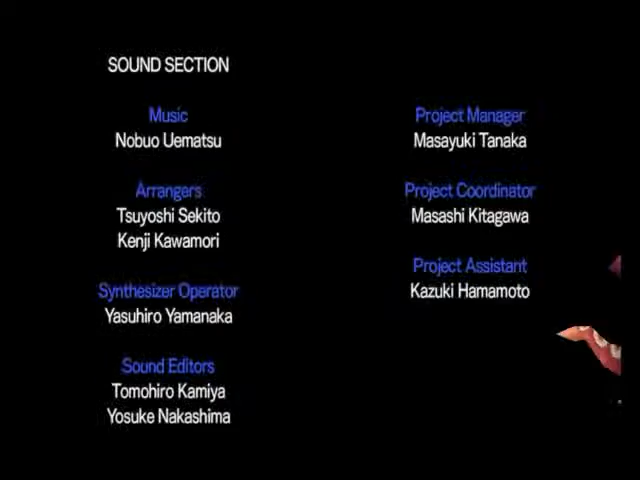 SOUND SECTION
Music
Nobuo Uematsu
Arrangers
Tsuyoshi Sekito
Kenji Kawamori
Synthesizer Operator
Yasuhiro Yamanaka
Sound Editors
Tomohiro Kamiya
Yosuke Nakashima
Project Manager
Masayuki Tanaka
Project Coordinator
Masashi Kitagawa
Project Assistant
Kazuki Hamamoto